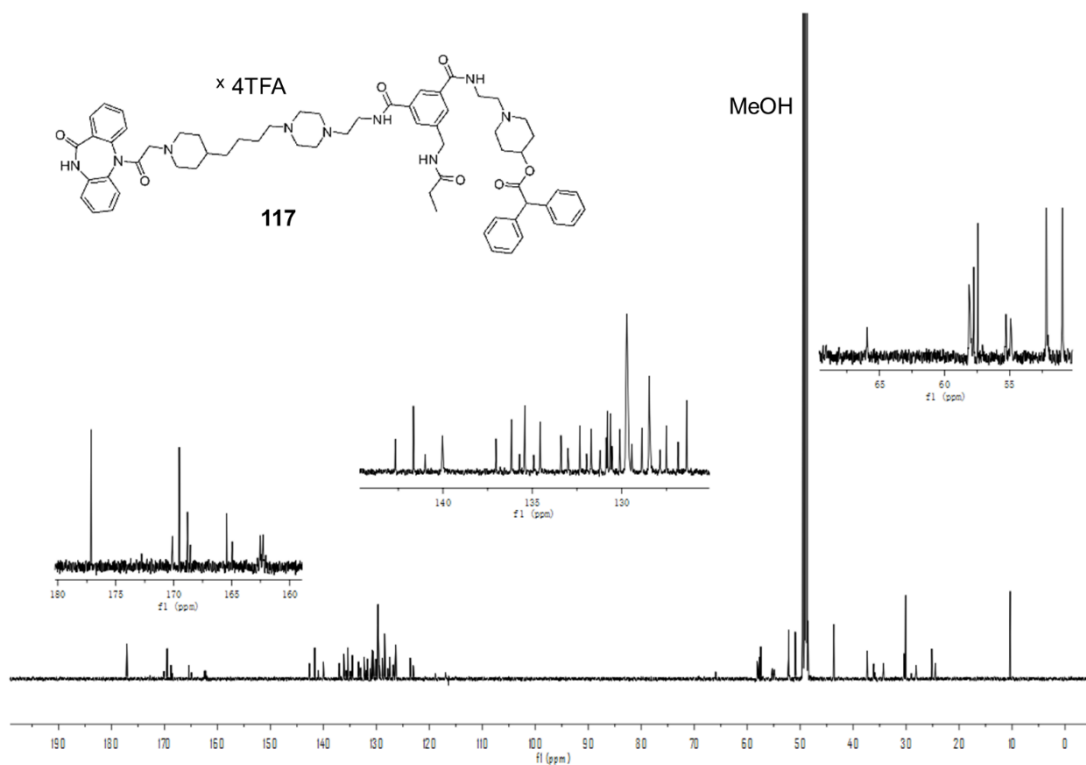 x 4TFA
MeOH
O
HN
N
O
N
N
N
NH
O
O
NH
N
O
O
NH
O
117
65 60 55
f1 (ppm)
140 135 130
f1 (ppm)
180 175 170 165 160
f1 (ppm)
190 180 170 160 150 140 130 120 110 100 90 80 70 60 50 40 30 20 10 0
f1 (ppm)